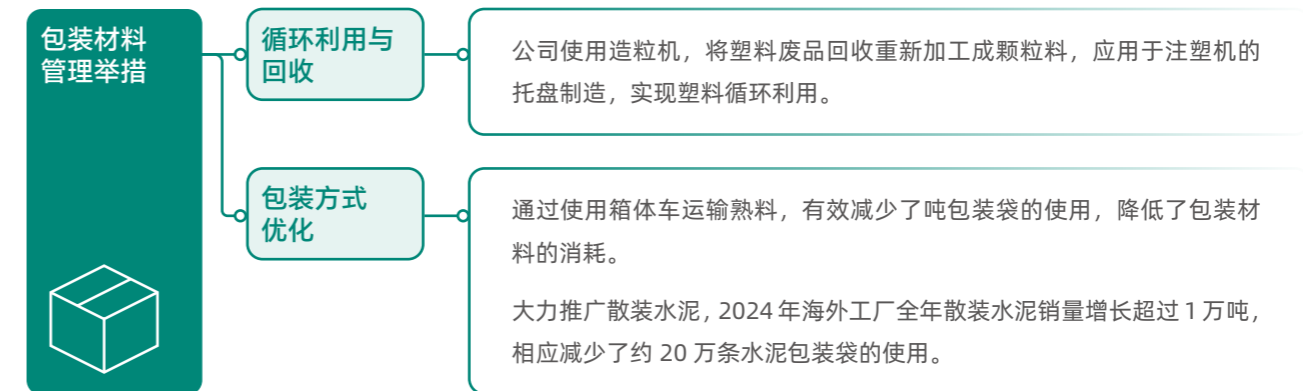 包装材料
管理举措
循环利用与
回收
公司使用造粒机，将塑料废品回收重新加工成颗粒料，应用于注塑机的
托盘制造，实现塑料循环利用。
包装方式
优化
通过使用箱体车运输熟料，有效减少了吨包装袋的使用，降低了包装材
料的消耗。
大力推广散装水泥，2024 年海外工厂全年散装水泥销量增长超过 1 万吨，
相应减少了约 20 万条水泥包装袋的使用。